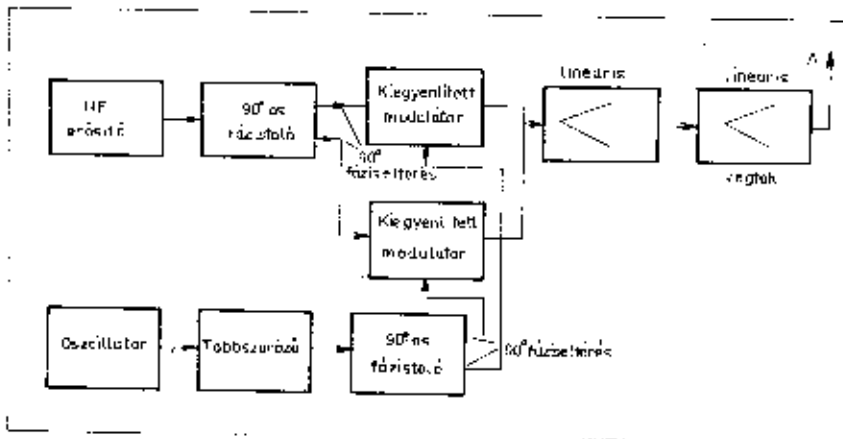 A
lineáris
lineáris
NF
erősítő
90°-os
fázistoló
Kiegyenlített
modulátor
90°
fáziseltérés
végfok
Kiegyenlített
modulátor
Oszcillátor
Többszöröző
90°-os
fázistoló
90° fáziseltérés